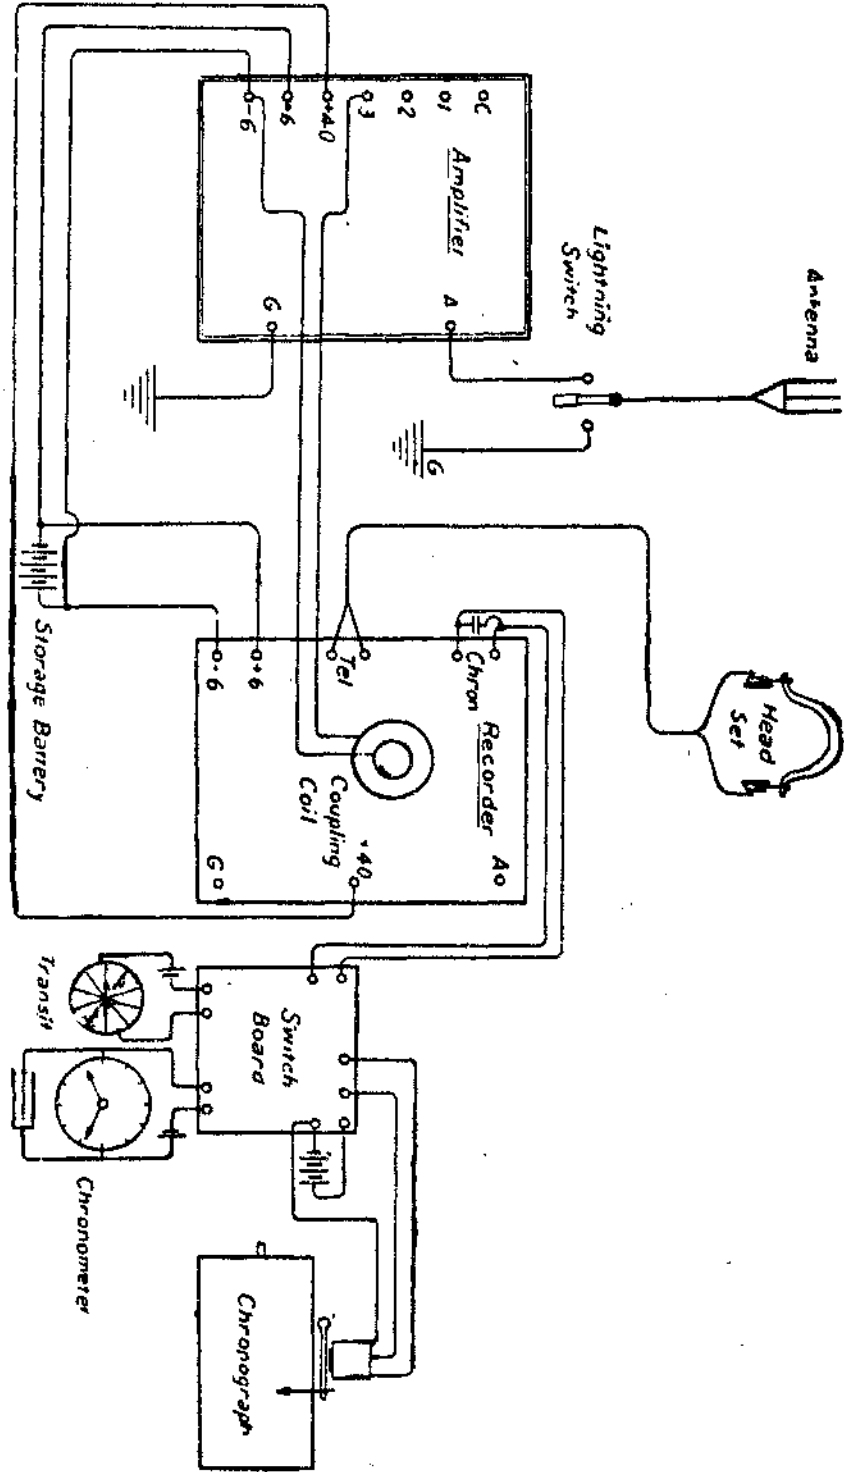 Antenna
Lightning
Switch
Head
Set
G
C
1
2
3
+40
+6
-6
Amplifier
A
G
Chron
Tel
+6
-6
Recorder
Coupling
Coil
A
+40
G
Storage Battery
Switch
Board
Transit
Chronometer
Chronograph